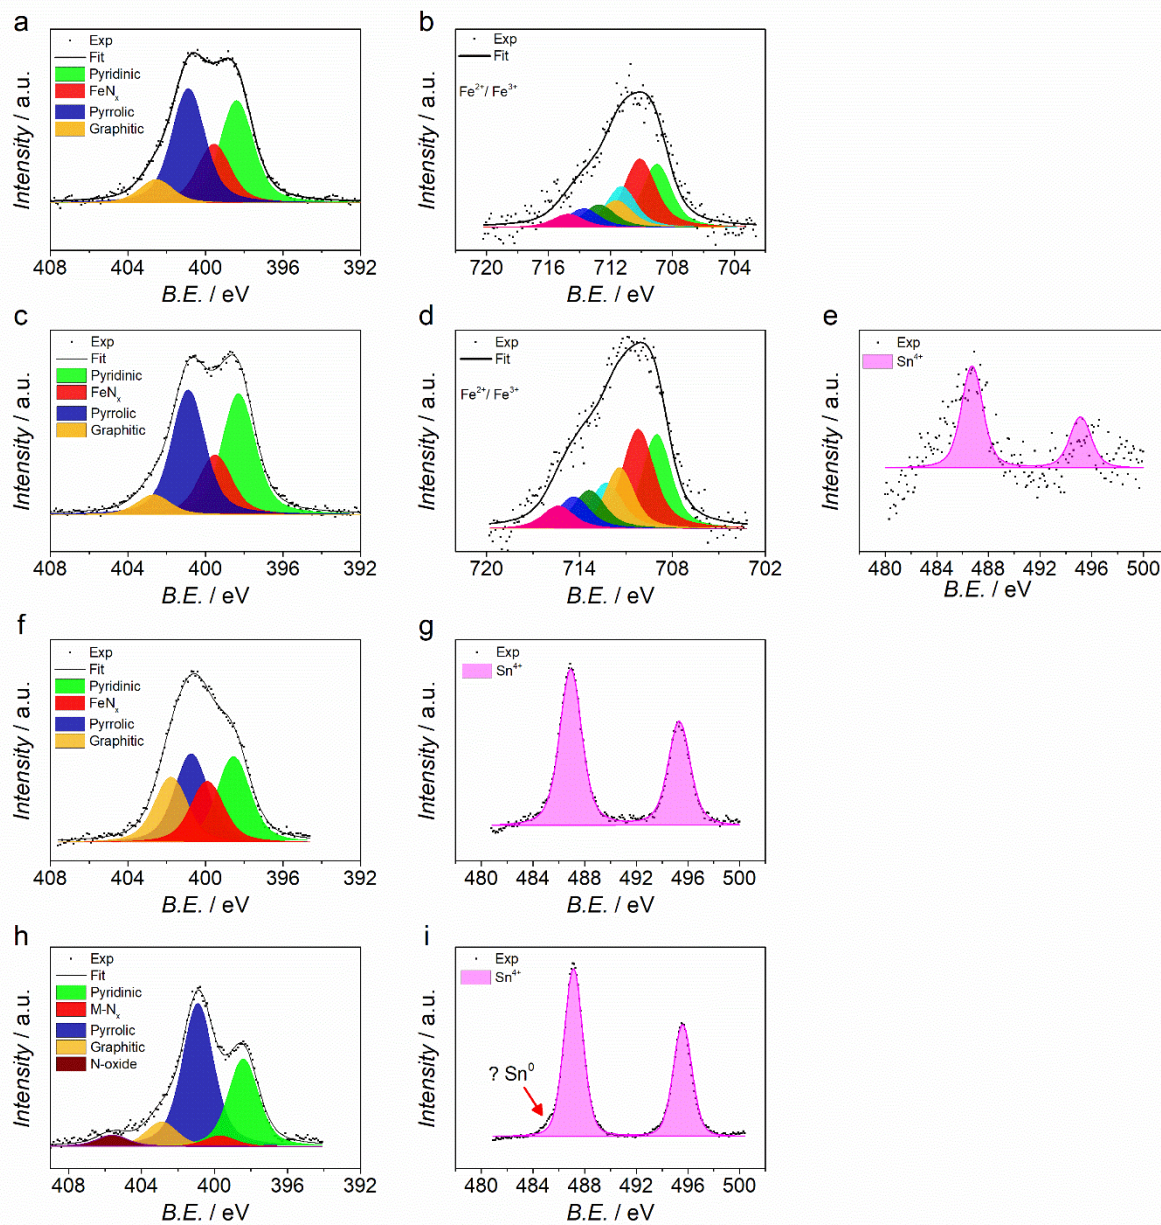 a
Intensity / a.u.
Exp
Fit
Pyridinic
FeNₓ
Pyrrolic
Graphitic
408 404 400 396 392
B.E. / eV
b
Intensity / a.u.
Exp
Fit
Fe²⁺/ Fe³⁺
720 716 712 708 704
B.E. / eV
c
Intensity / a.u.
Exp
Fit
Pyridinic
FeNₓ
Pyrrolic
Graphitic
408 404 400 396 392
B.E. / eV
d
Intensity / a.u.
Exp
Fit
Fe²⁺/ Fe³⁺
720 714 708 702
B.E. / eV
e
Intensity / a.u.
Exp
Sn⁴⁺
480 484 488 492 496 500
B.E. / eV
f
Intensity / a.u.
Exp
Fit
Pyridinic
FeNₓ
Pyrrolic
Graphitic
408 404 400 396 392
B.E. / eV
g
Intensity / a.u.
Exp
Sn⁴⁺
480 484 488 492 496 500
B.E. / eV
h
Intensity / a.u.
Exp
Fit
Pyridinic
M-Nₓ
Pyrrolic
Graphitic
N-oxide
408 404 400 396 392
B.E. / eV
i
Intensity / a.u.
Exp
Sn⁴⁺
? Sn⁰
480 484 488 492 496 500
B.E. / eV